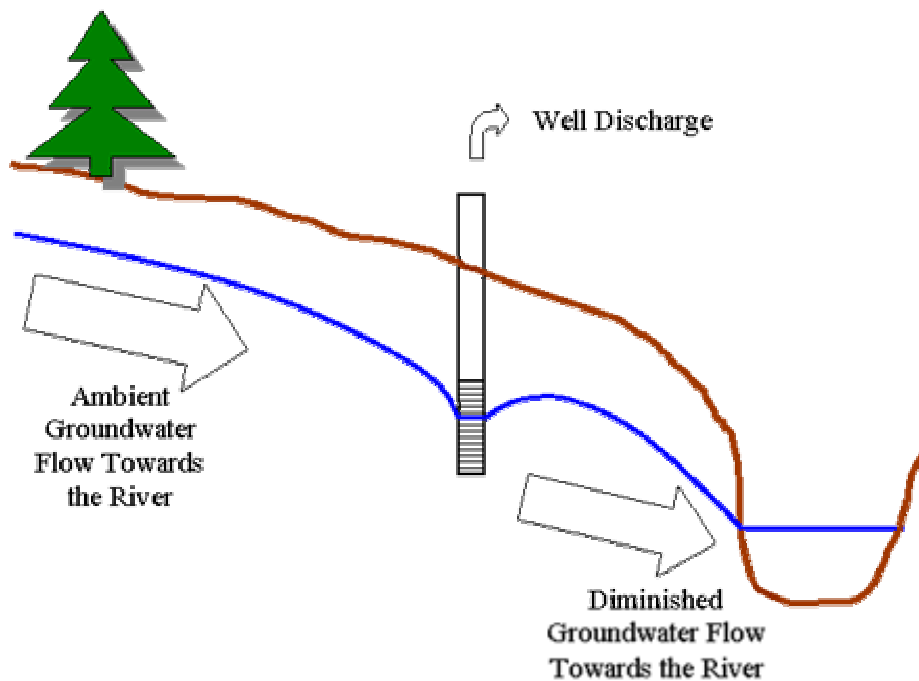 Well Discharge
Ambient
Groundwater
Flow Towards
the River
Diminished
Groundwater Flow
Towards the River